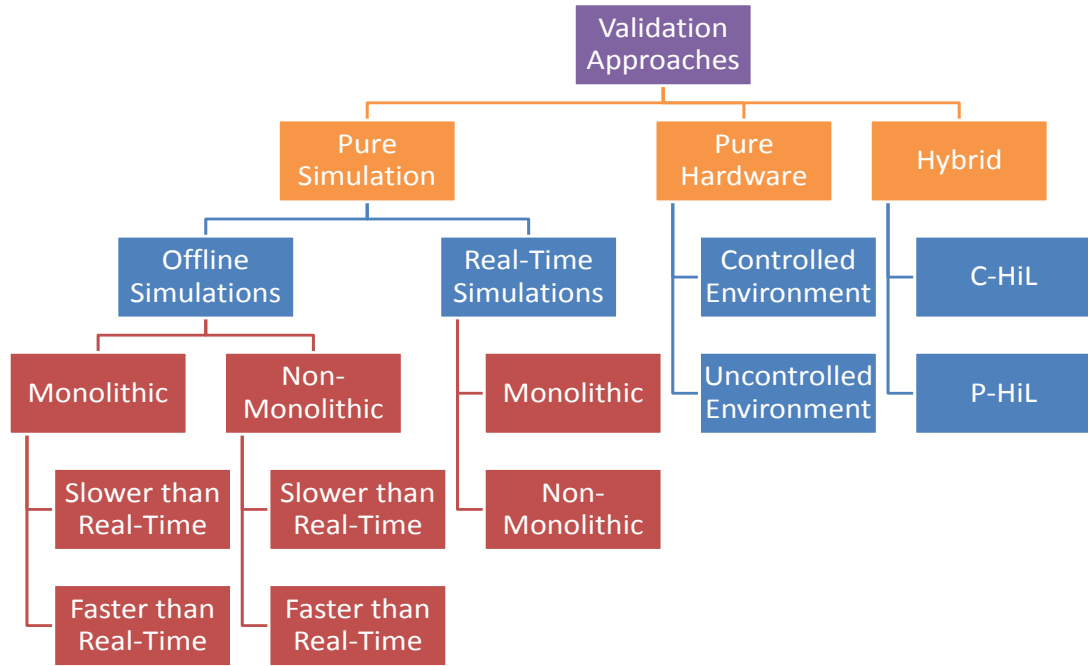 Validation
Approaches
Pure
Simulation
Pure
Hardware
Hybrid
Offline
Simulations
Real-Time
Simulations
Controlled
Environment
C-HiL
Monolithic
Non-
Monolithic
Monolithic
Uncontrolled
Environment
P-HiL
Slower than
Real-Time
Slower than
Real-Time
Non-
Monolithic
Faster than
Real-Time
Faster than
Real-Time